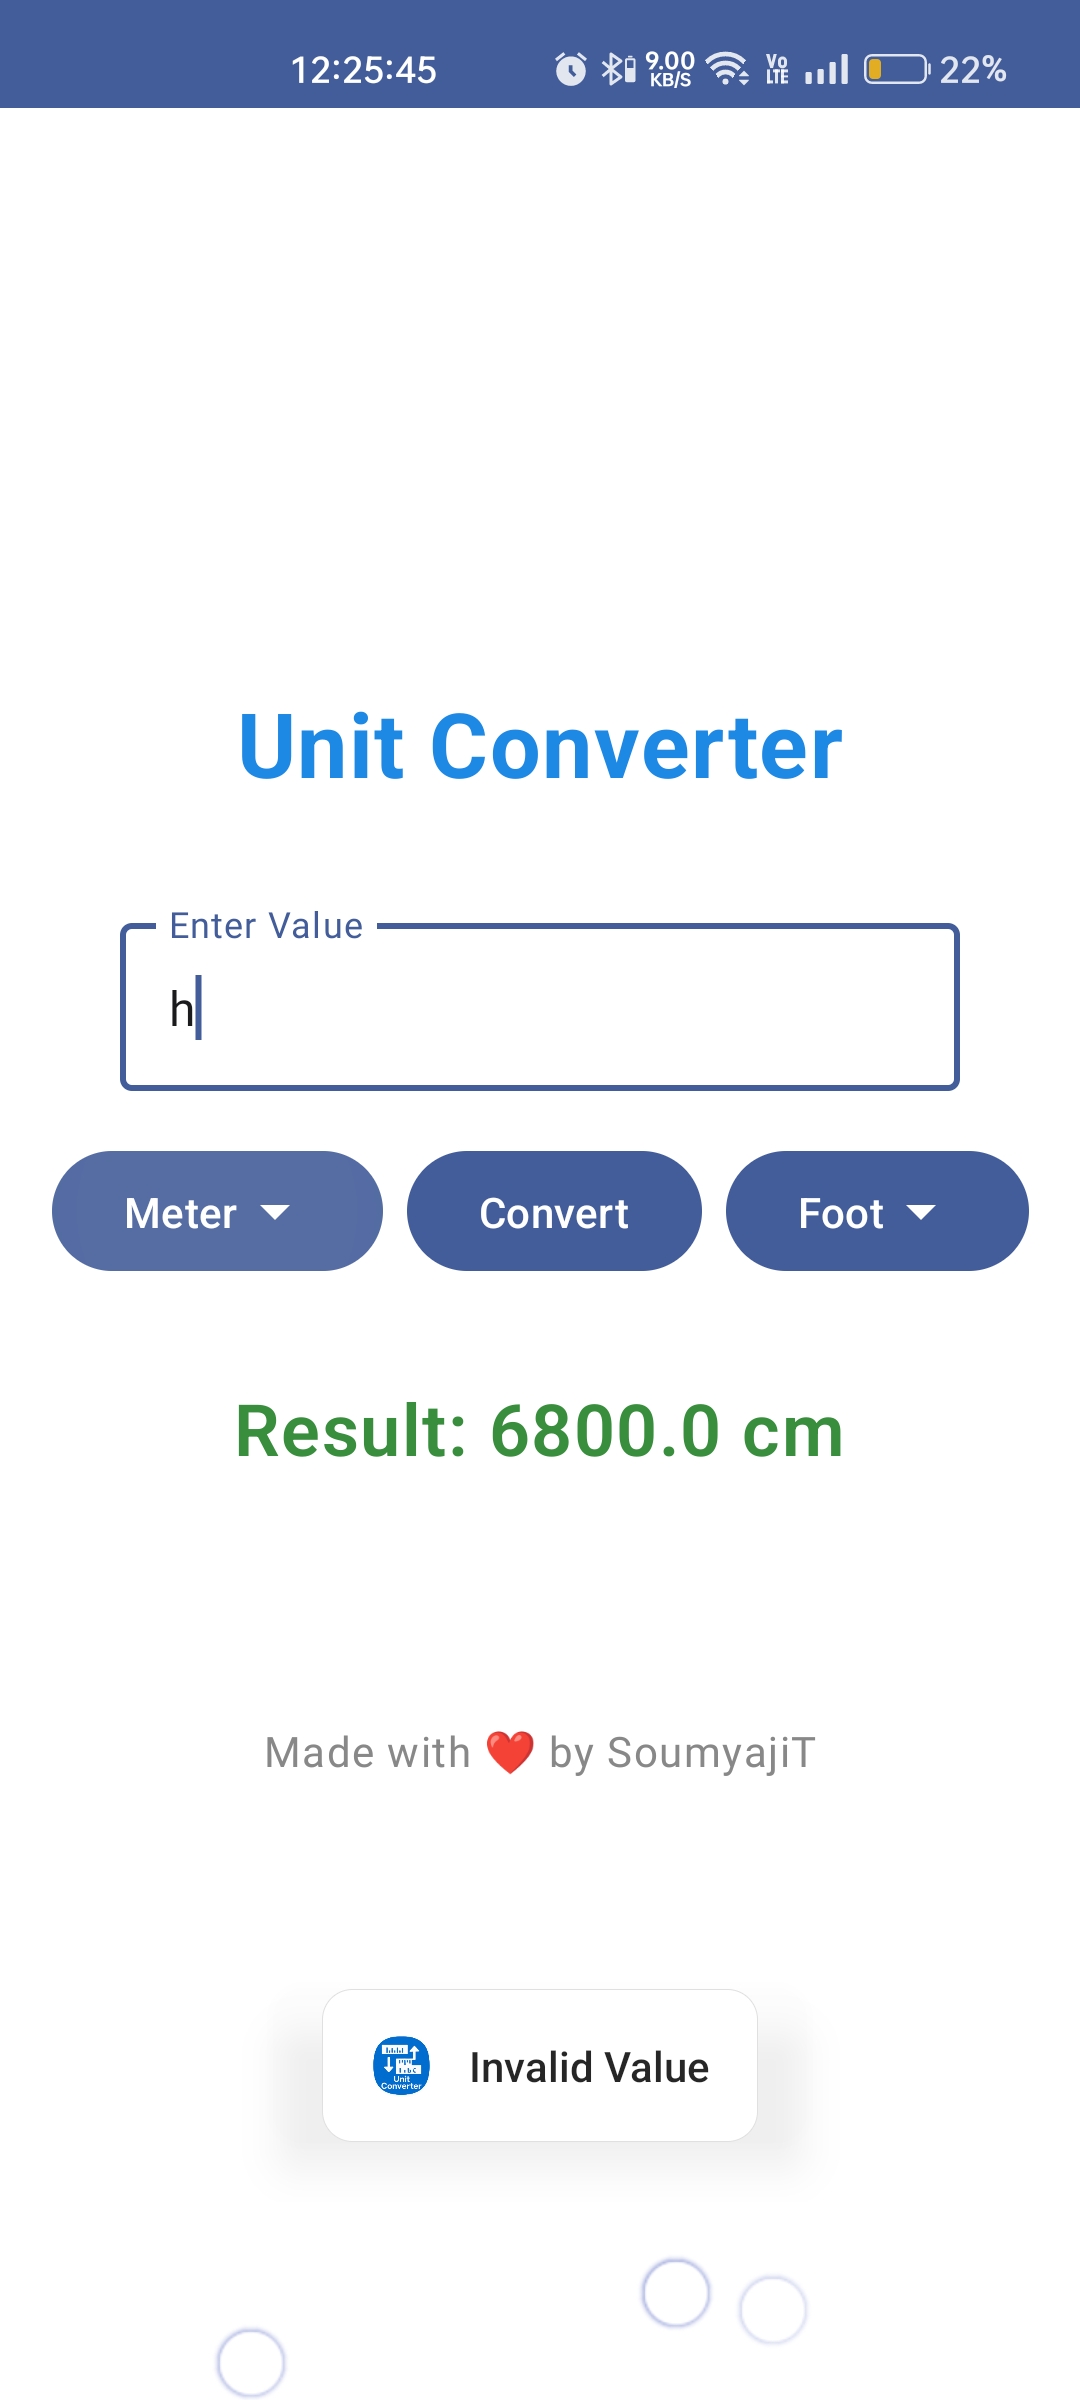 12:25:45 9.00 KB/S Vo LTE 22%
Unit Converter
Enter Value
h
Meter Convert Foot
Result: 6800.0 cm
Made with ❤️ by SoumyajiT
Unit Converter Invalid Value